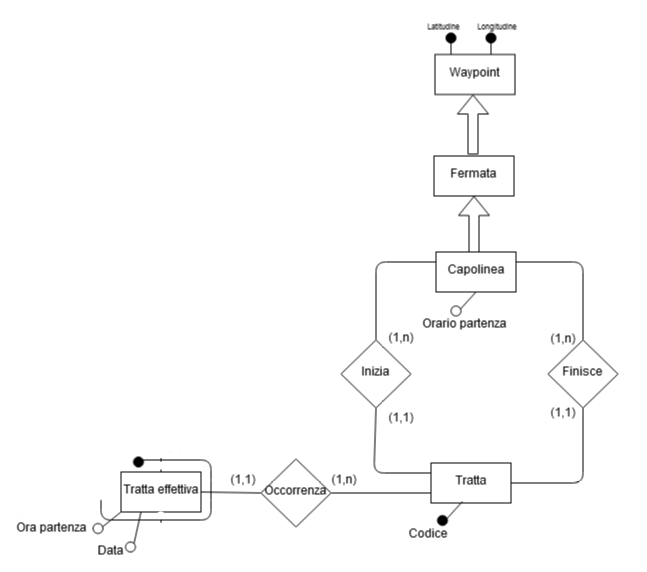 Latitudine Longitudine
Waypoint
Fermata
Capolinea
Orario partenza
(1,n) (1,n)
Inizia Finisce
(1,1) (1,1)
Tratta effettiva (1,1) Occorrenza (1,n) Tratta
Ora partenza
Data
Codice